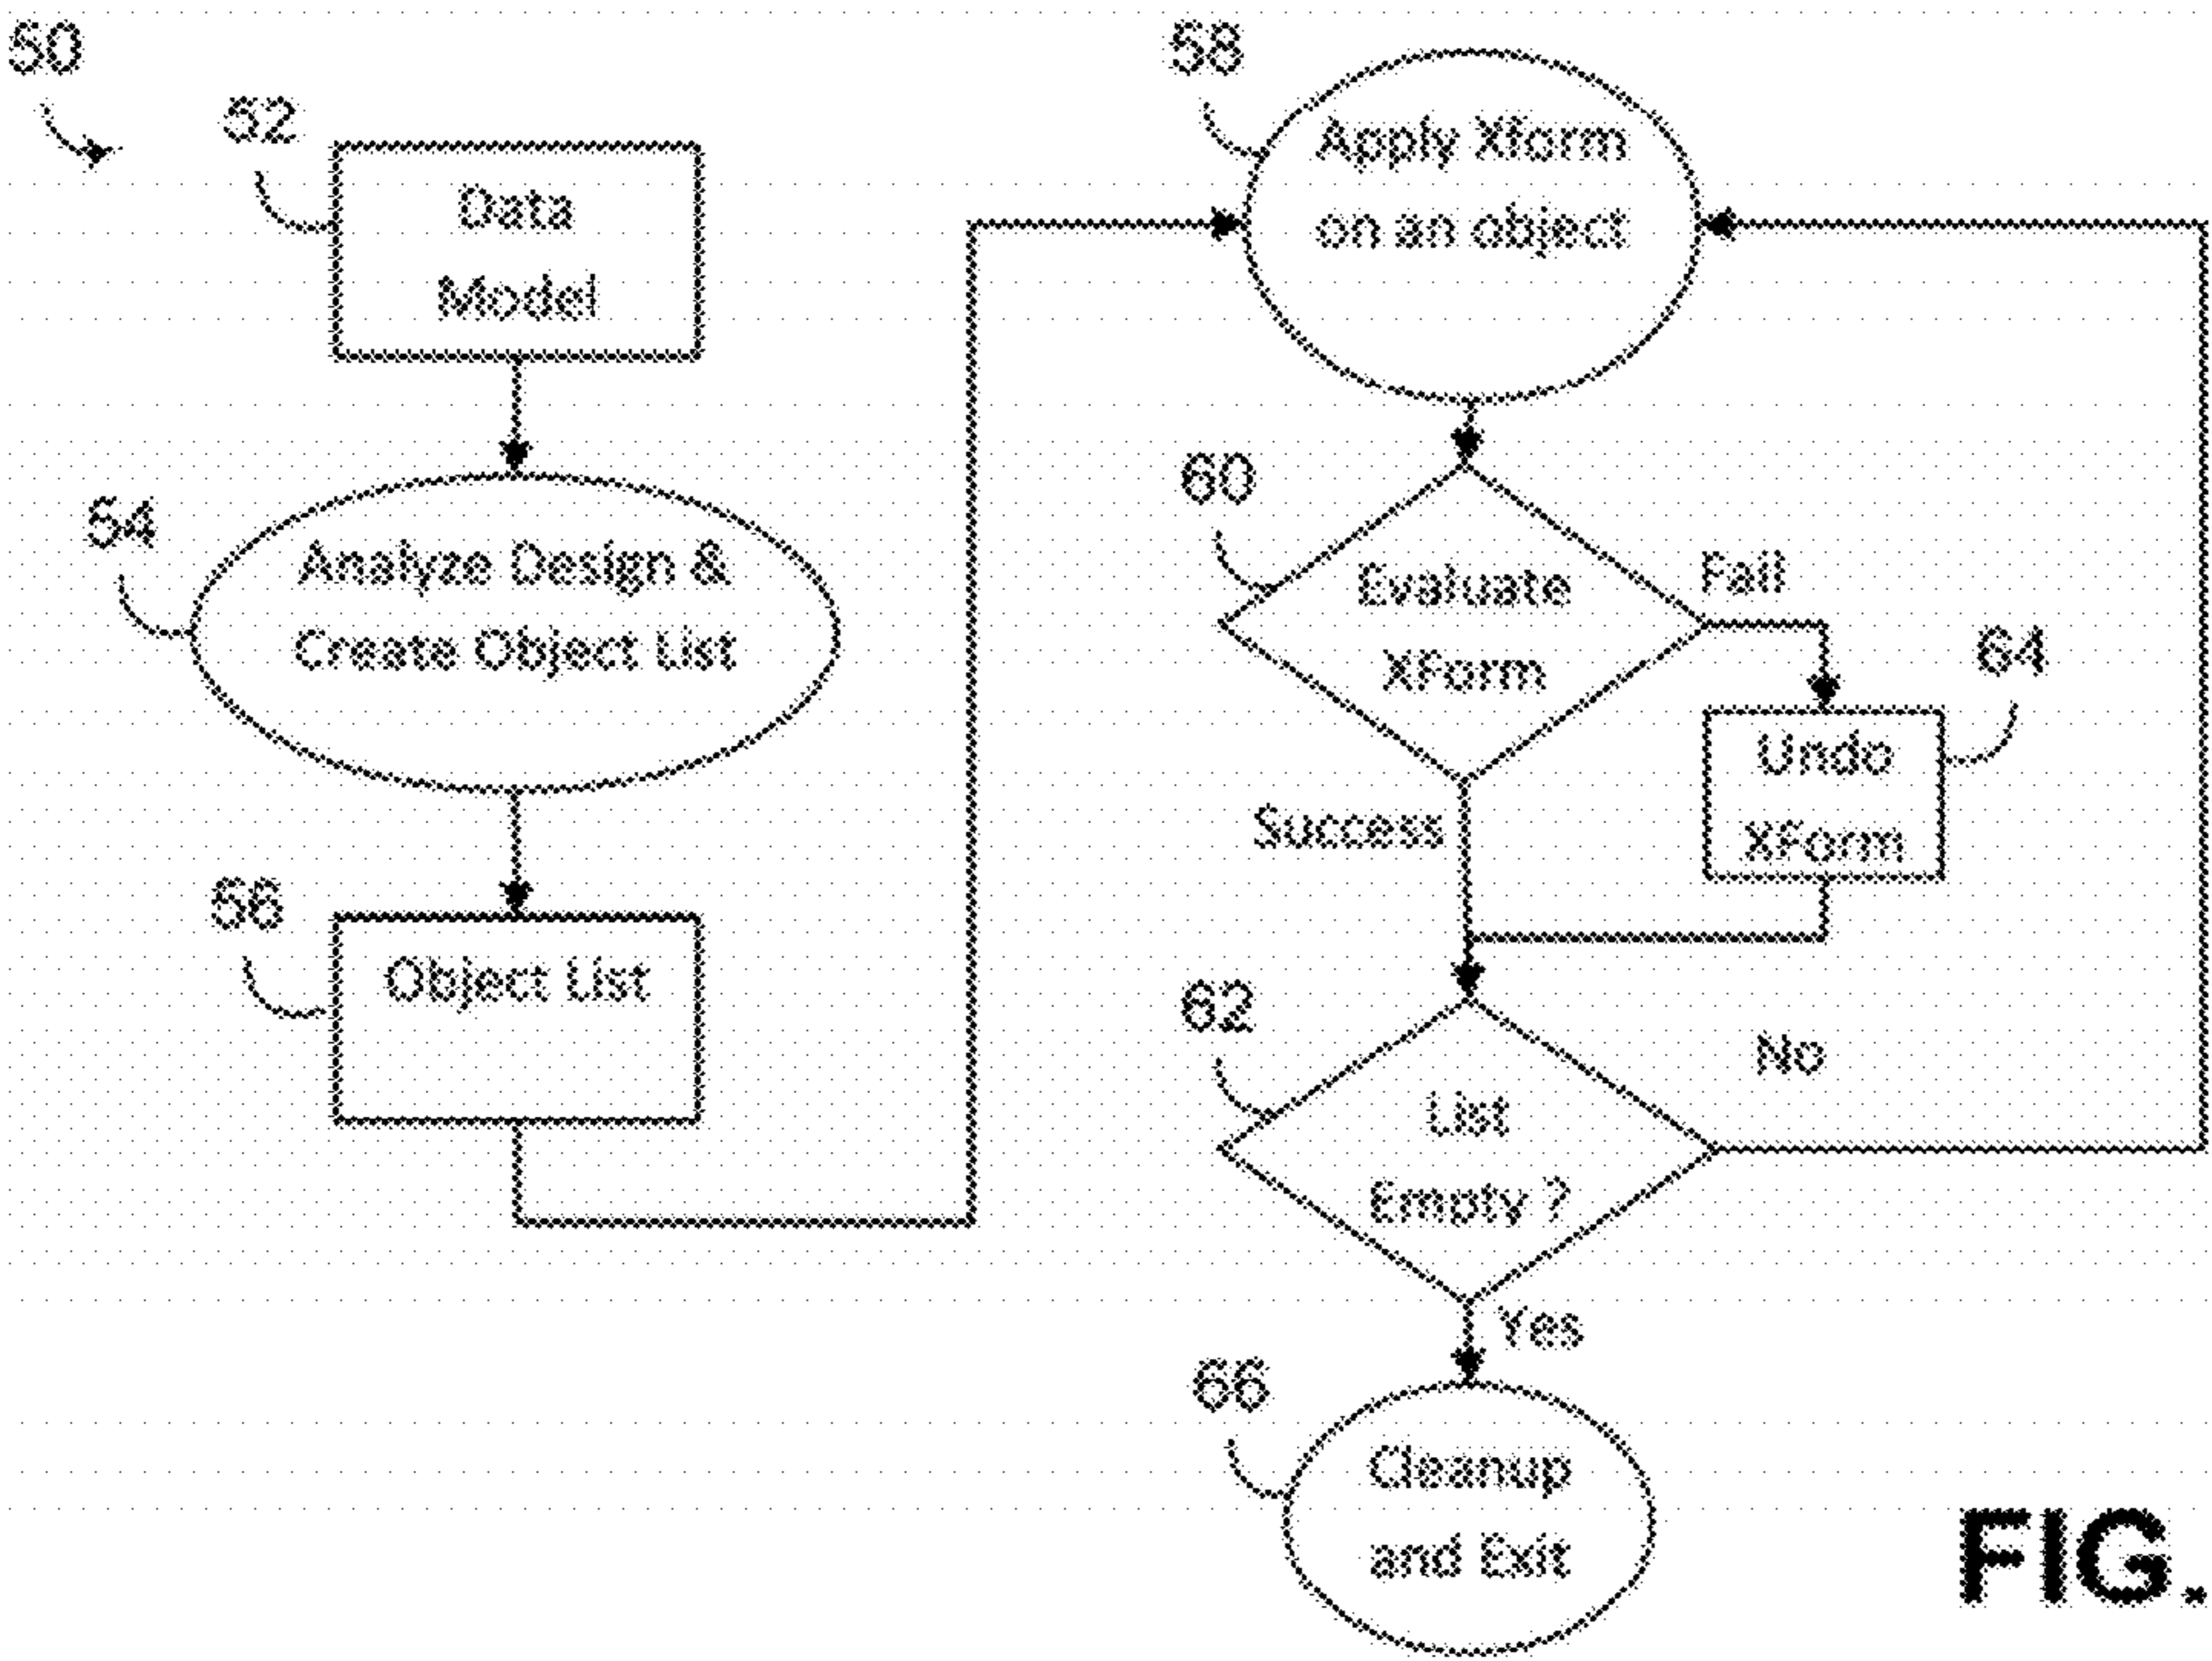 50
52
Data
Model
54
Analyze Design &
Create Object List
56
Object List
58
Apply Xform
on an object
60
Evaluate
XForm
Fail
64
Undo
XForm
Success
62
List
Empty ?
No
Yes
66
Cleanup
and Exit
FIG.